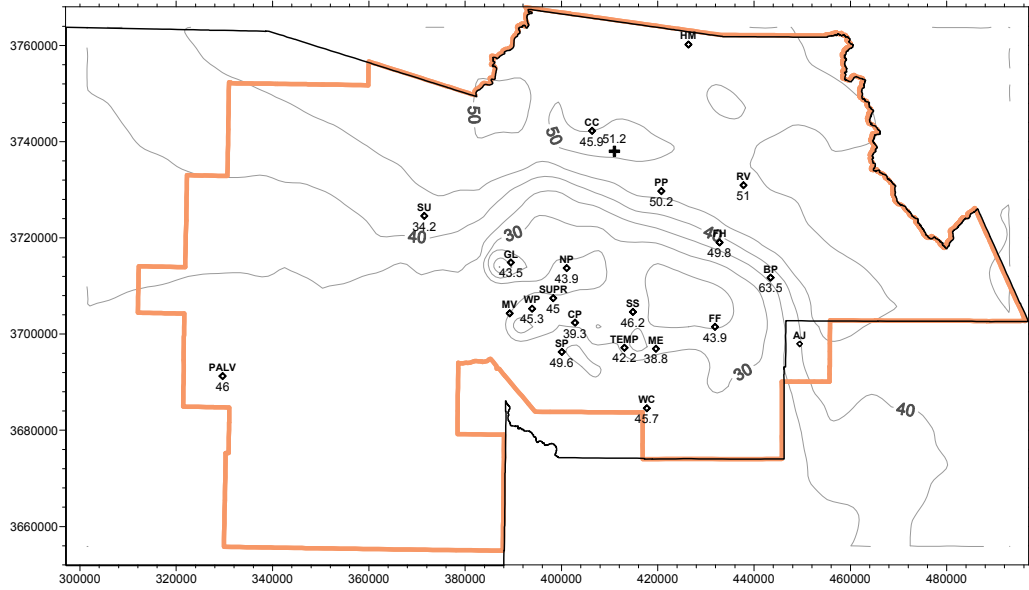 3760000
HM
50
50
CC
45.9
51.2
3740000
PP
50.2
RV
51
SU
34.2
3720000
40
30
40
FH
49.8
GL
43.5
NP
43.9
BP
63.5
SUPR
45
MV
WP
45.3
SS
46.2
3700000
CP
39.3
FF
43.9
SP
49.6
TEMP
42.2
ME
38.8
AJ
PALV
46
30
WC
45.7
40
3680000
3660000
300000 320000 340000 360000 380000 400000 420000 440000 460000 480000